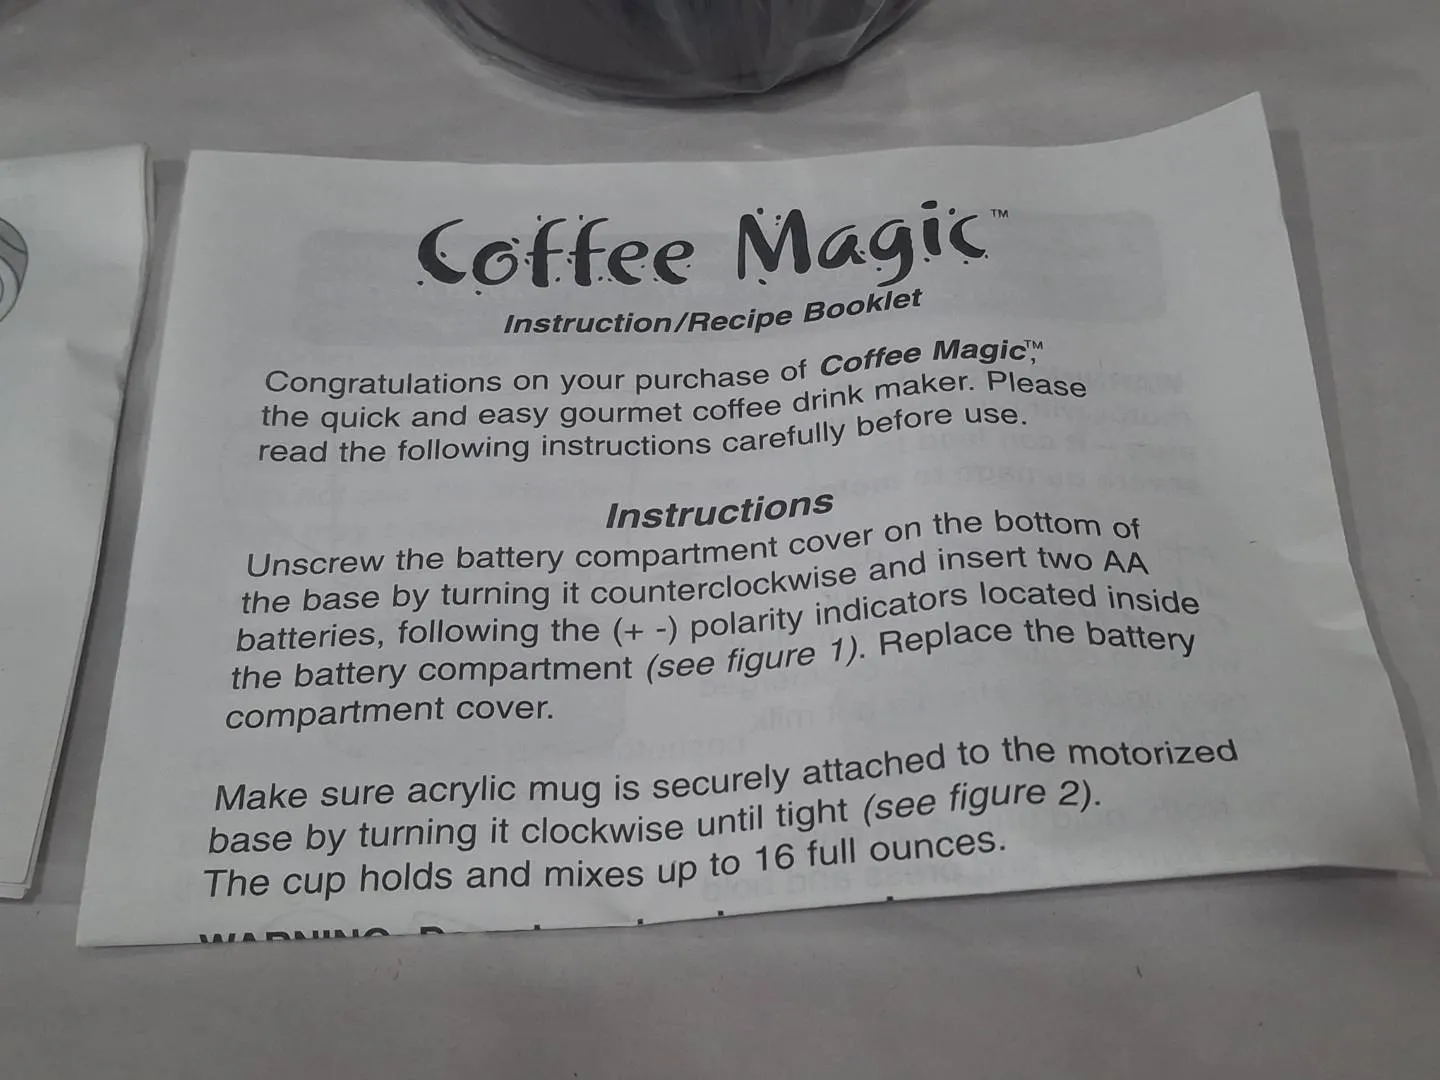 Coffee Magic™
Instruction/Recipe Booklet
Congratulations on your purchase of Coffee Magic™,
the quick and easy gourmet coffee drink maker. Please
read the following instructions carefully before use.
Instructions
Unscrew the battery compartment cover on the bottom of
the base by turning it counterclockwise and insert two AA
batteries, following the (+ -) polarity indicators located inside
the battery compartment (see figure 1). Replace the battery
compartment cover.
Make sure acrylic mug is securely attached to the motorized
base by turning it clockwise until tight (see figure 2).
The cup holds and mixes up to 16 full ounces.
WARNING: